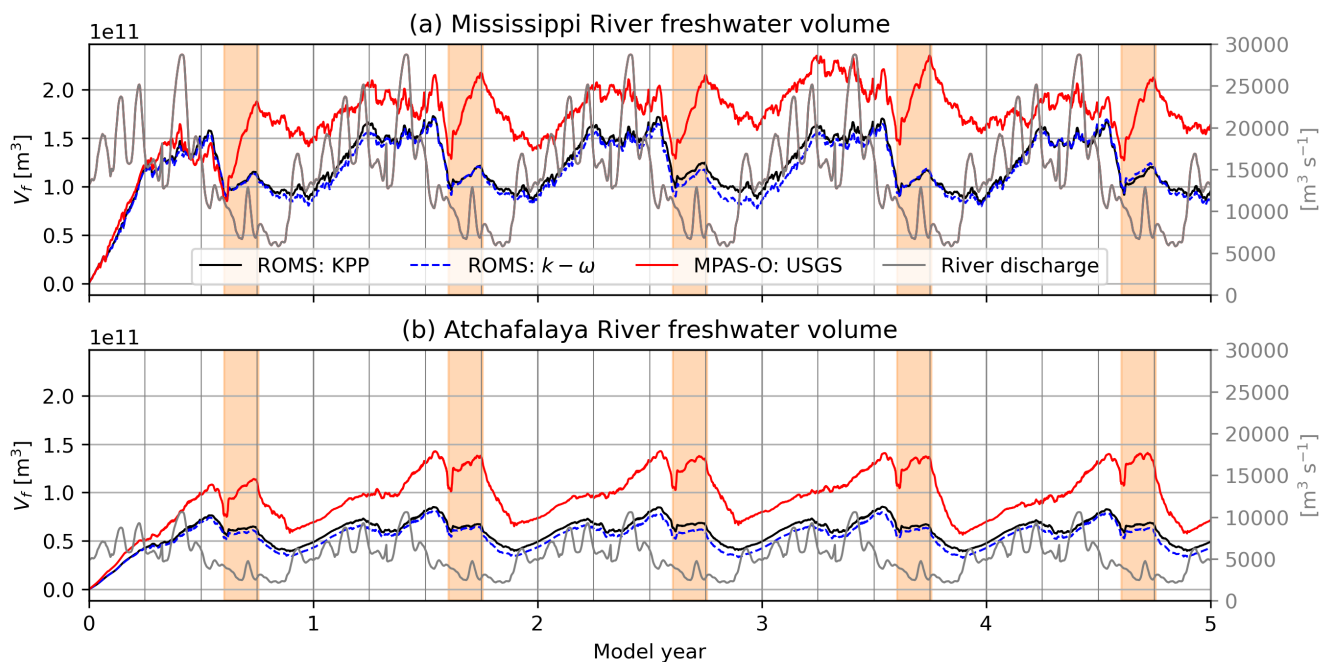 (a) Mississippi River freshwater volume
1e11
2.0
1.5
1.0
0.5
0.0
V_f [m³]
30000
25000
20000
15000
10000
5000
0
[m³ s⁻¹]
ROMS: KPP
ROMS: k − ω
MPAS-O: USGS
River discharge
(b) Atchafalaya River freshwater volume
1e11
2.0
1.5
1.0
0.5
0.0
V_f [m³]
30000
25000
20000
15000
10000
5000
0
[m³ s⁻¹]
0 1 2 3 4 5
Model year